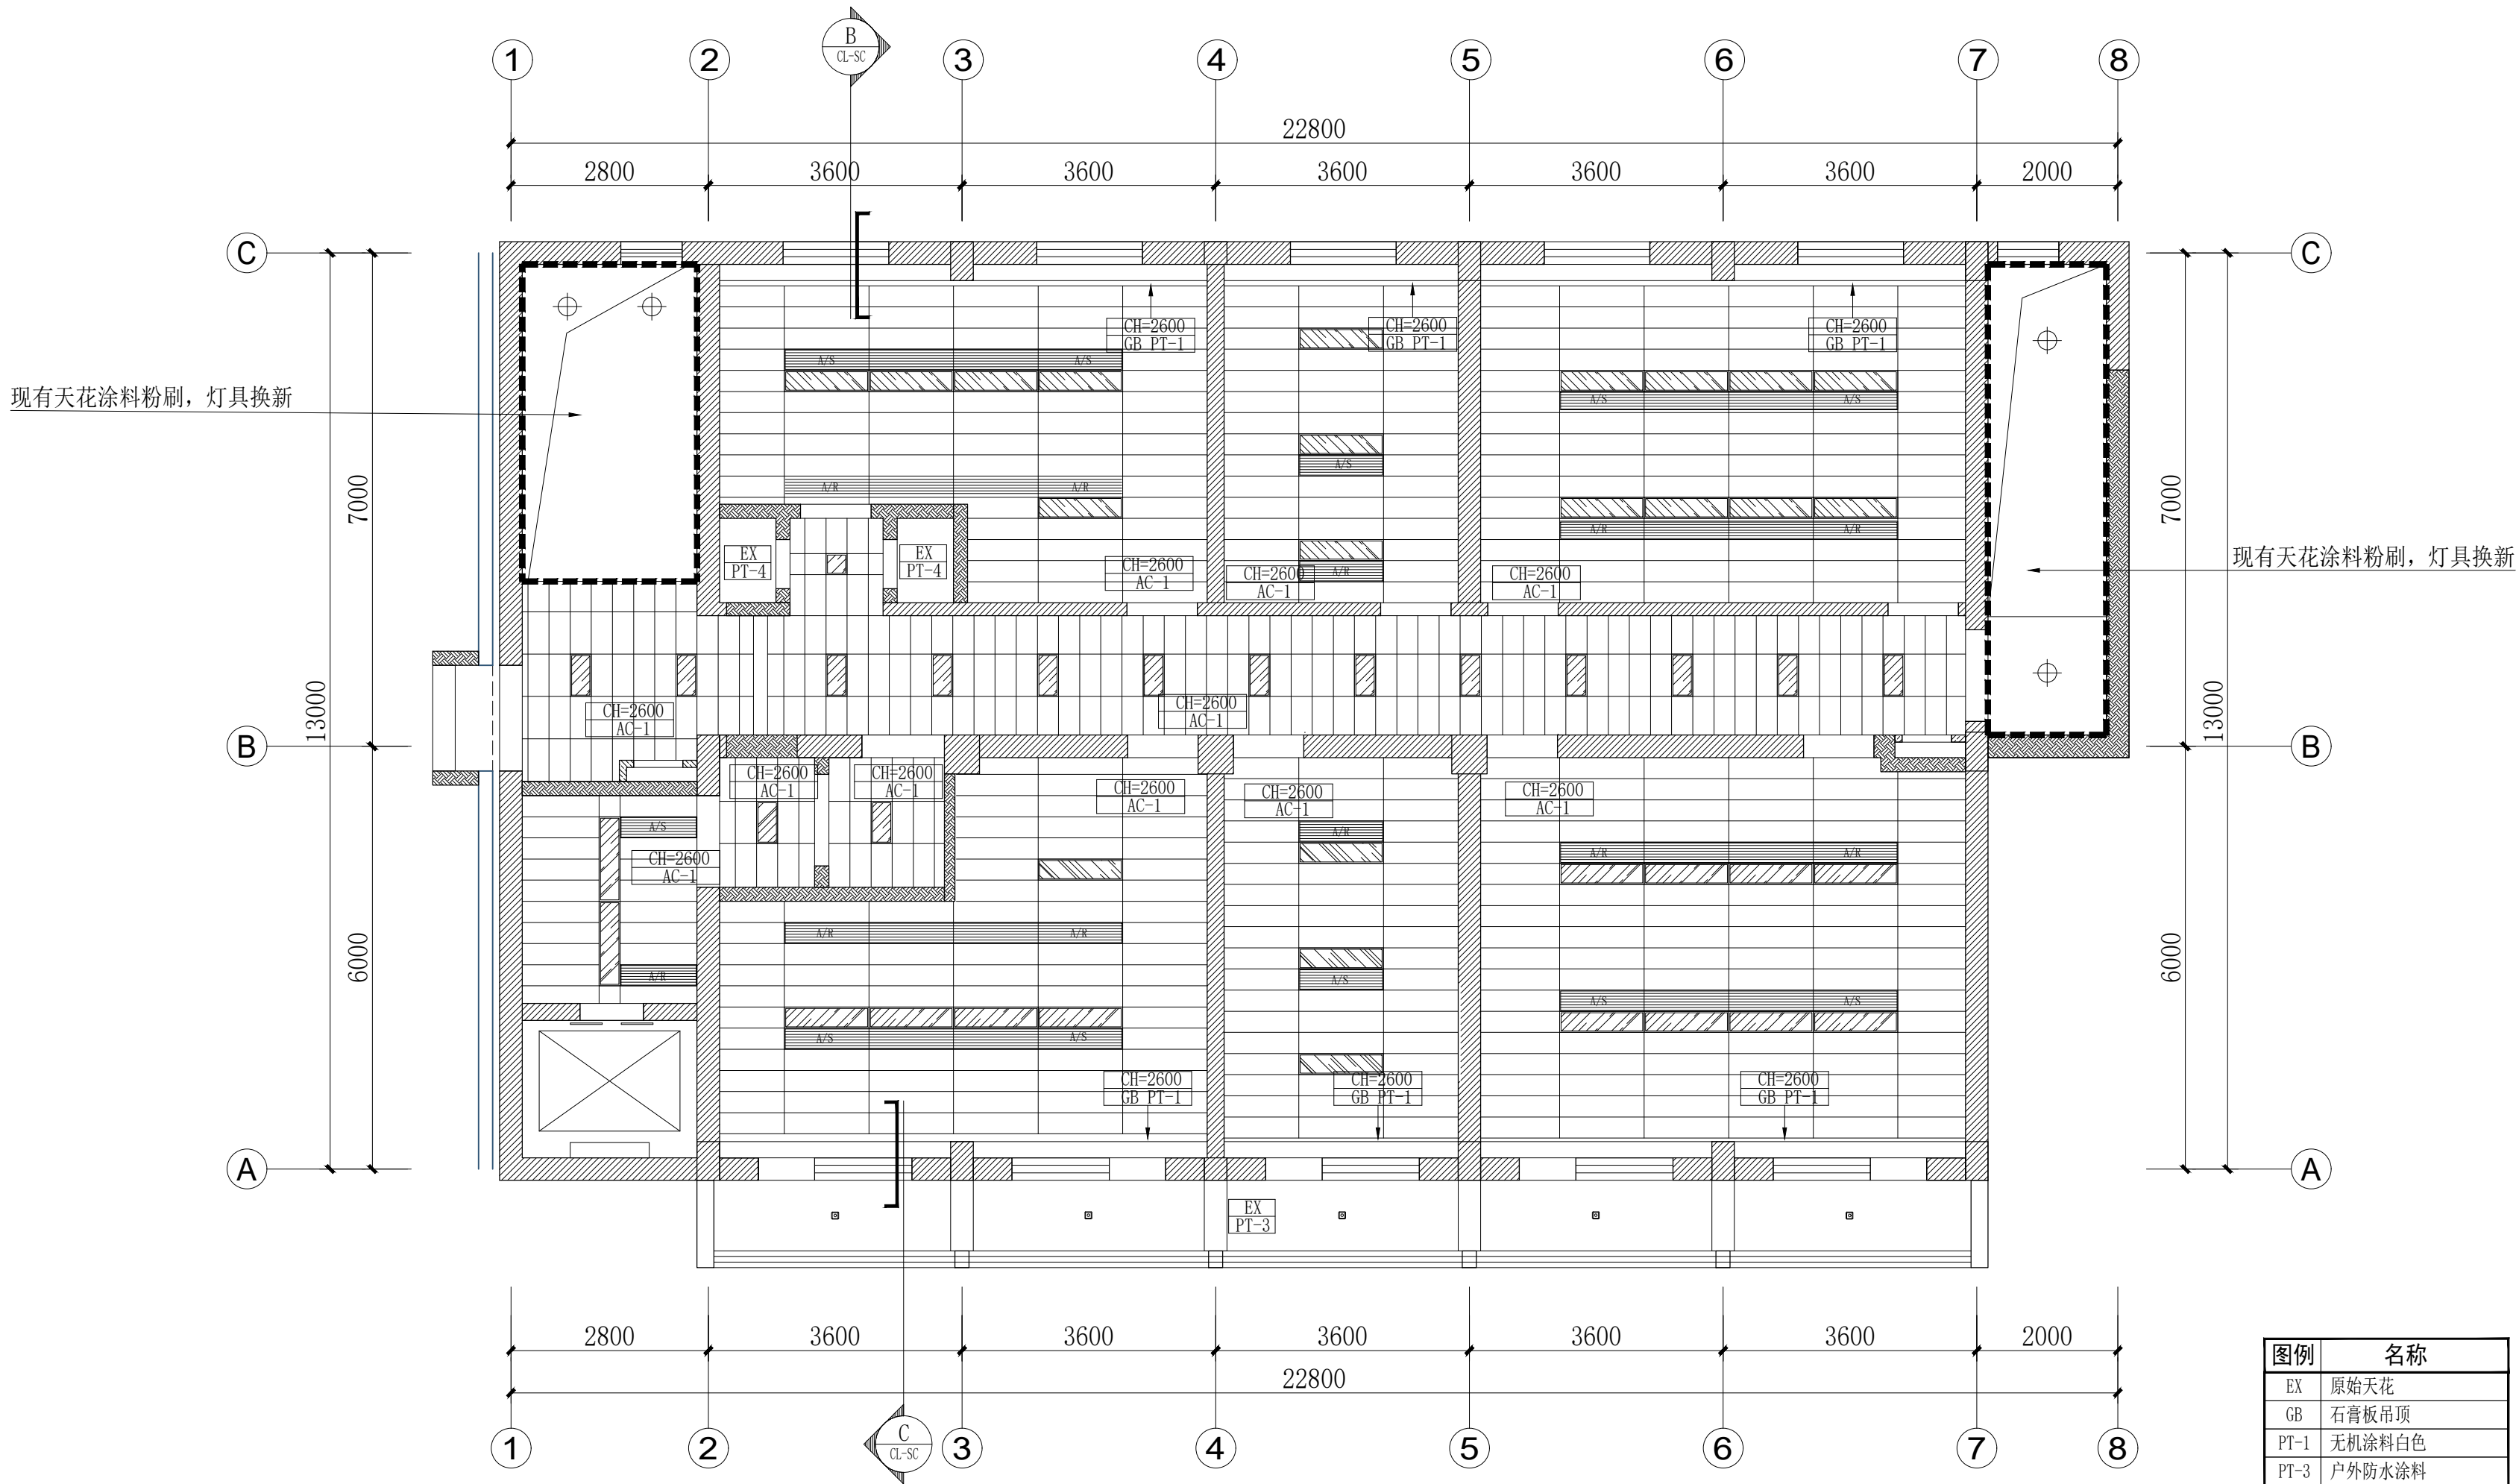 B
CL-SC
1
2
3
4
5
6
7
8
22800
2800
3600
3600
3600
3600
3600
2000
C
C
CH=2600
GB PT-1
CH=2600
GB PT-1
CH=2600
GB PT-1
A/S
A/S
A/S
A/S
现有天花涂料粉刷，灯具换新
A/S
7000
7000
A/R
A/R
A/R
A/R
EX
PT-4
EX
PT-4
CH=2600
AC-1
CH=2600
AC-1
A/R
CH=2600
AC-1
现有天花涂料粉刷，灯具换新
13000
13000
CH=2600
AC-1
CH=2600
AC-1
B
B
CH=2600
AC-1
CH=2600
AC-1
CH=2600
AC-1
CH=2600
AC-1
CH=2600
AC-1
A/S
A/R
CH=2600
AC-1
A/R
A/R
A/R
A/R
6000
6000
A/R
A/S
A/S
A/S
A/S
A/S
CH=2600
GB PT-1
CH=2600
GB PT-1
CH=2600
GB PT-1
A
A
EX
PT-3
2800
3600
3600
3600
3600
3600
2000
22800
C
CL-SC
1
2
3
4
5
6
7
8
图例 名称
EX 原始天花
GB 石膏板吊顶
PT-1 无机涂料白色
PT-3 户外防水涂料